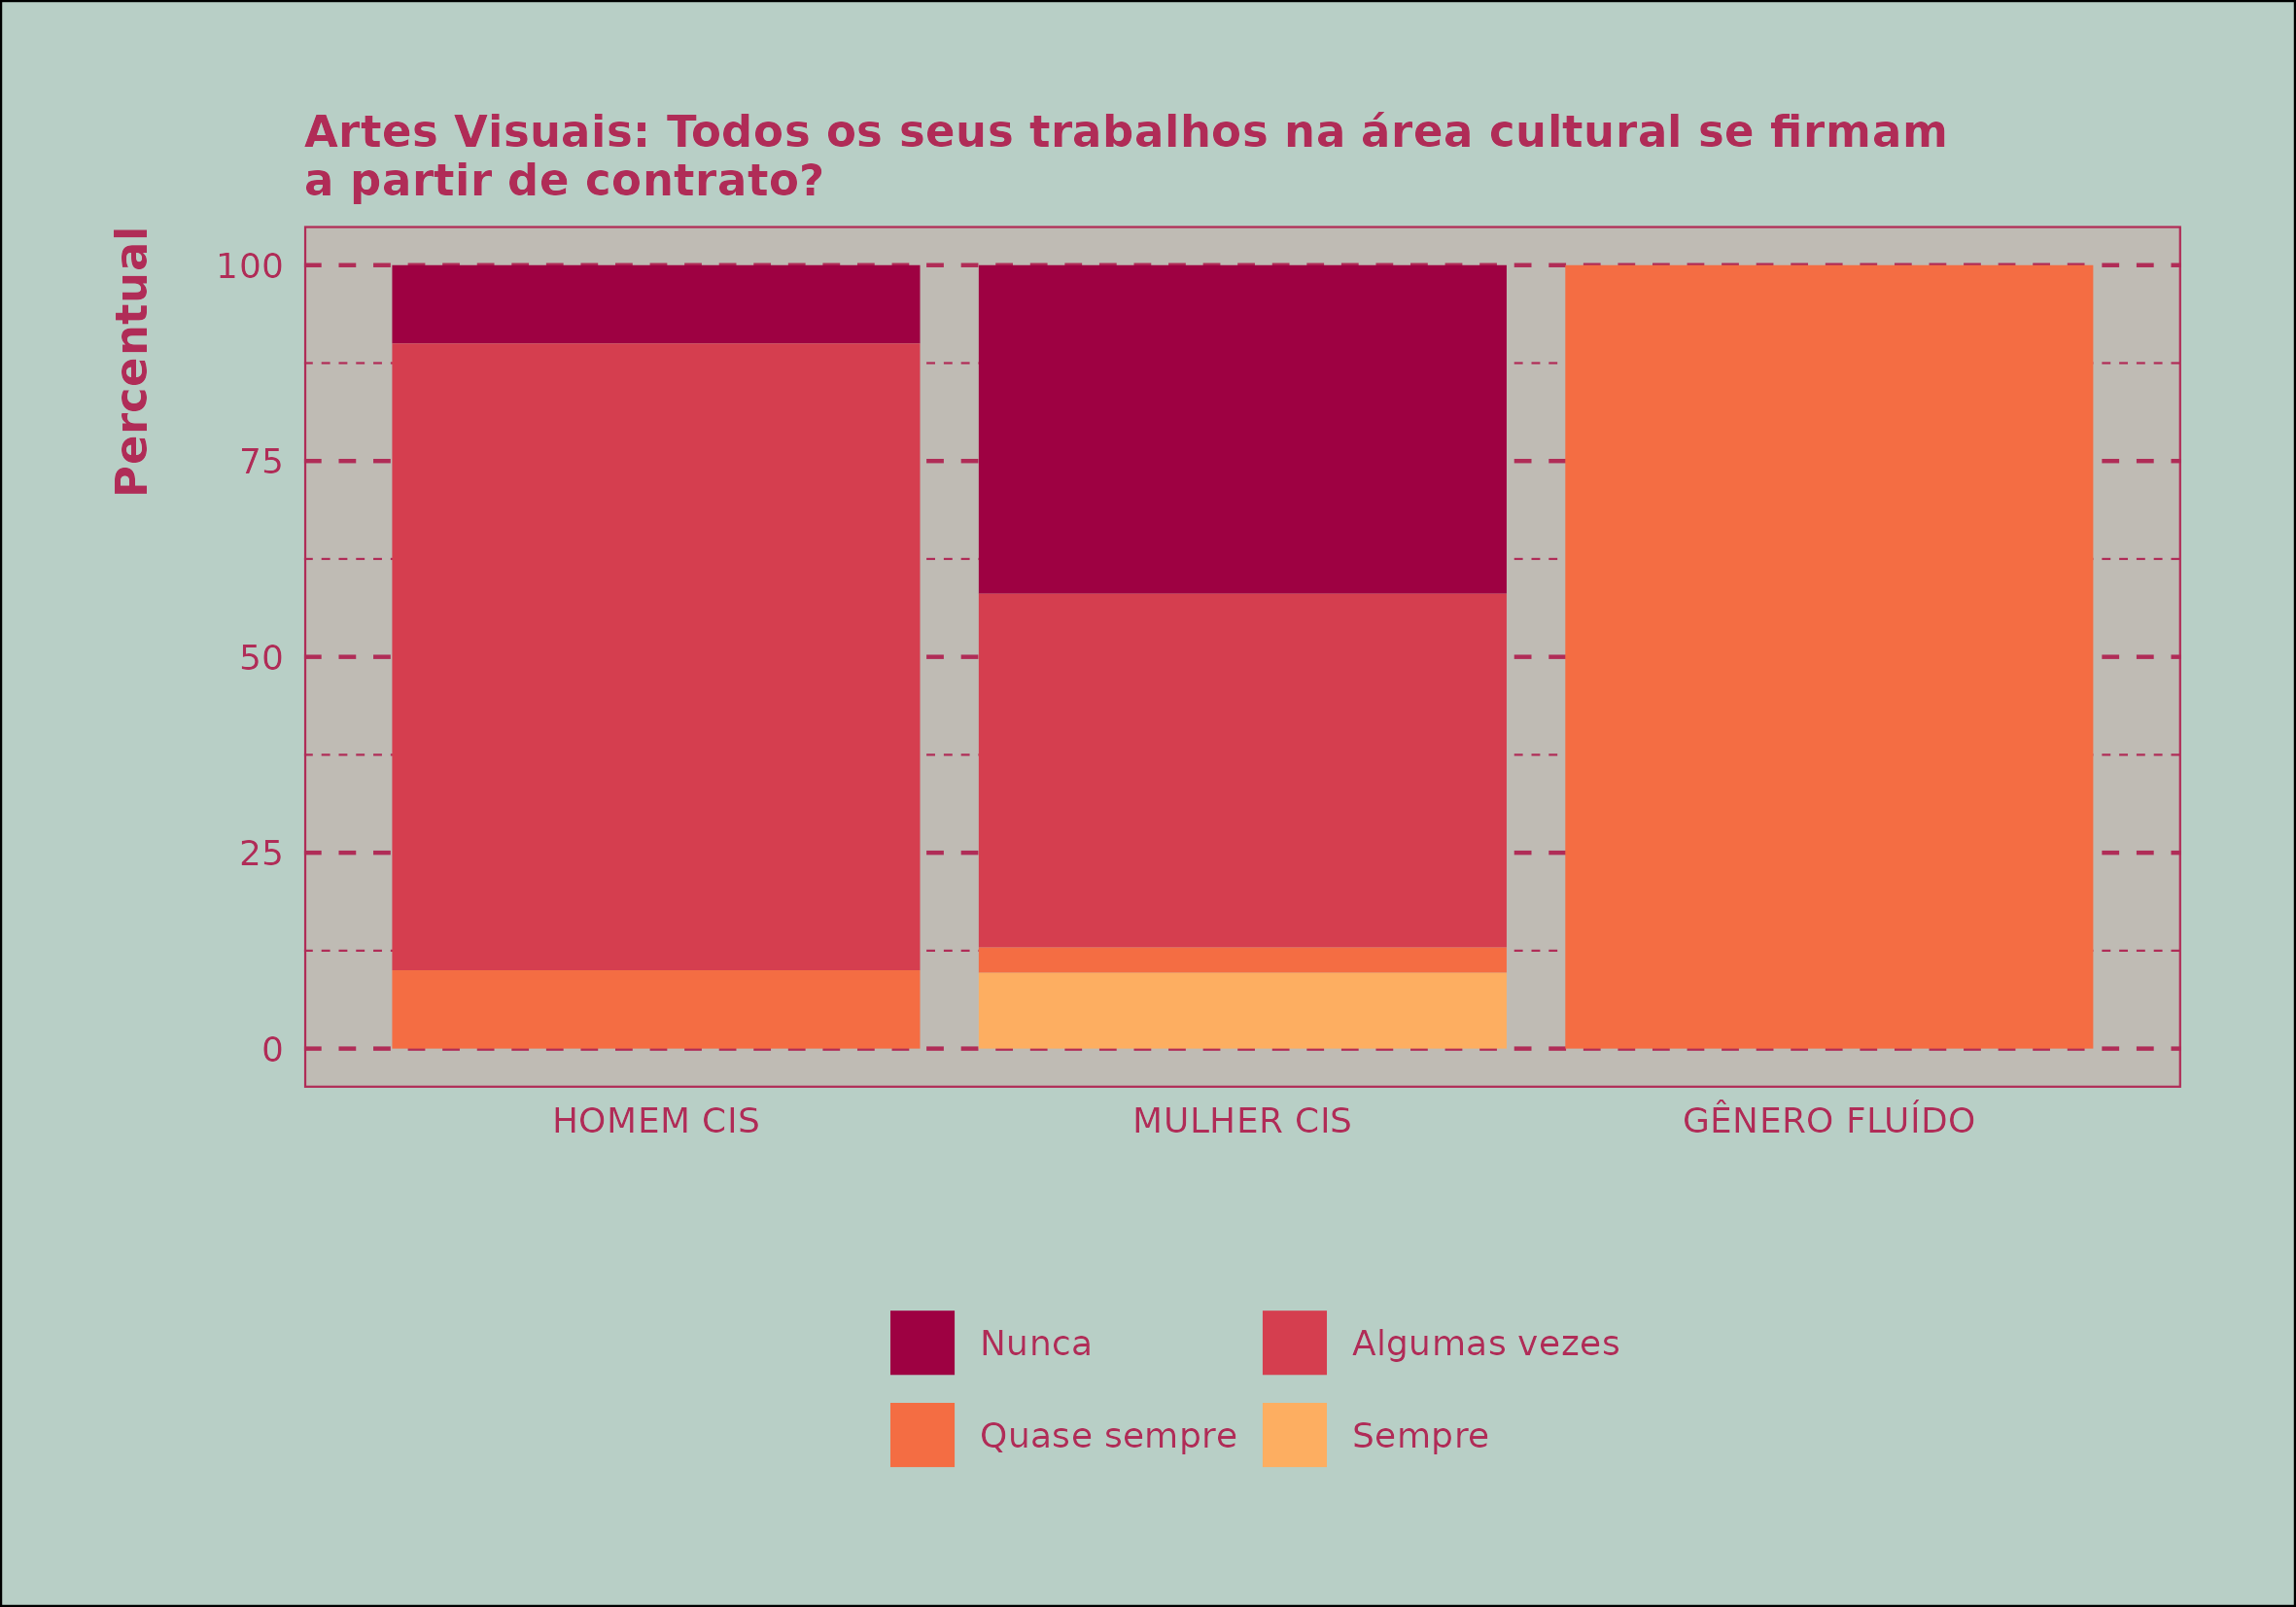 Artes Visuais: Todos os seus trabalhos na área cultural se firmam
a partir de contrato?
Percentual
100
75
50
25
0
HOMEM CIS
MULHER CIS
GÊNERO FLUÍDO
Nunca
Algumas vezes
Quase sempre
Sempre